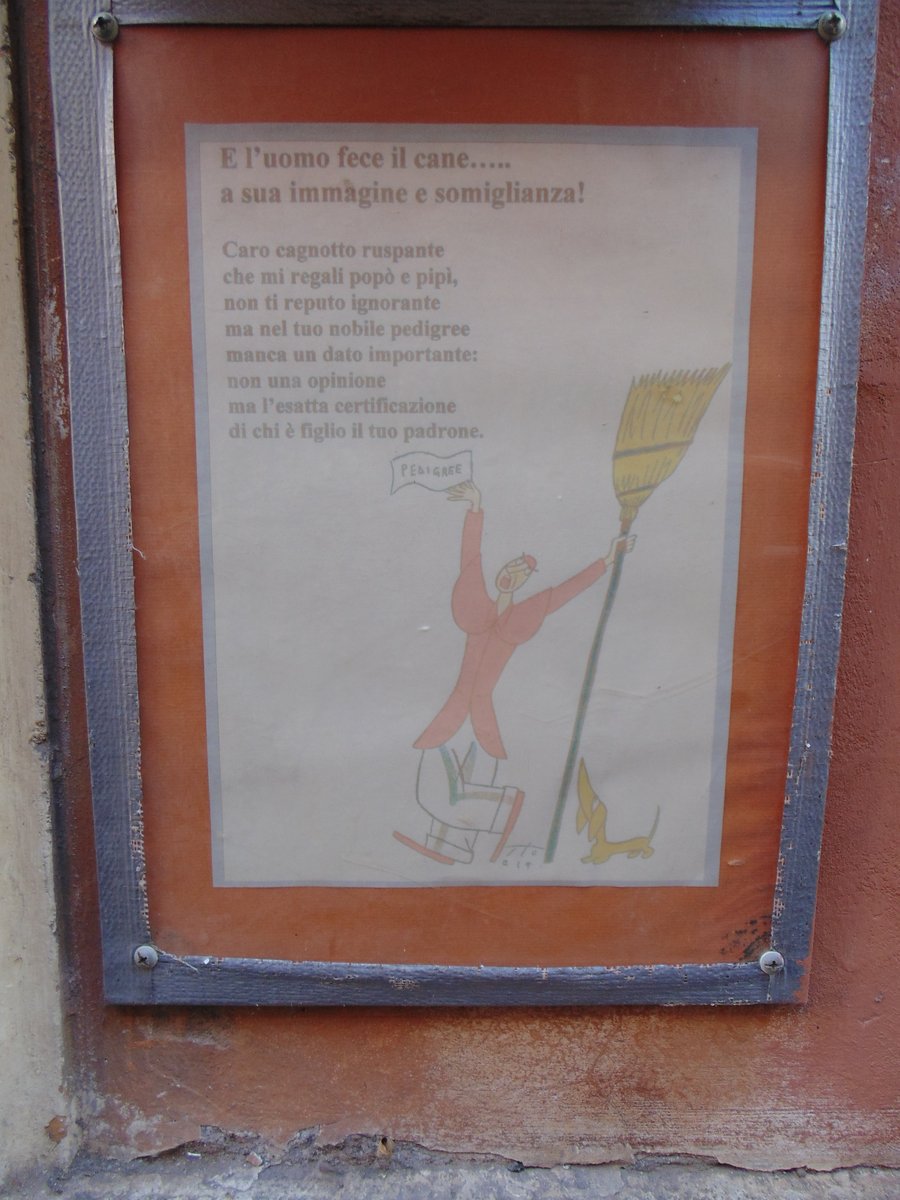 E l'uomo fece il cane.....
a sua immagine e somiglianza!
Caro cagnotto ruspante
che mi regali popò e pipì,
non ti reputo ignorante
ma nel tuo nobile pedigree
manca un dato importante:
non una opinione
ma l'esatta certificazione
di chi è figlio il tuo padrone.
PEDIGREE